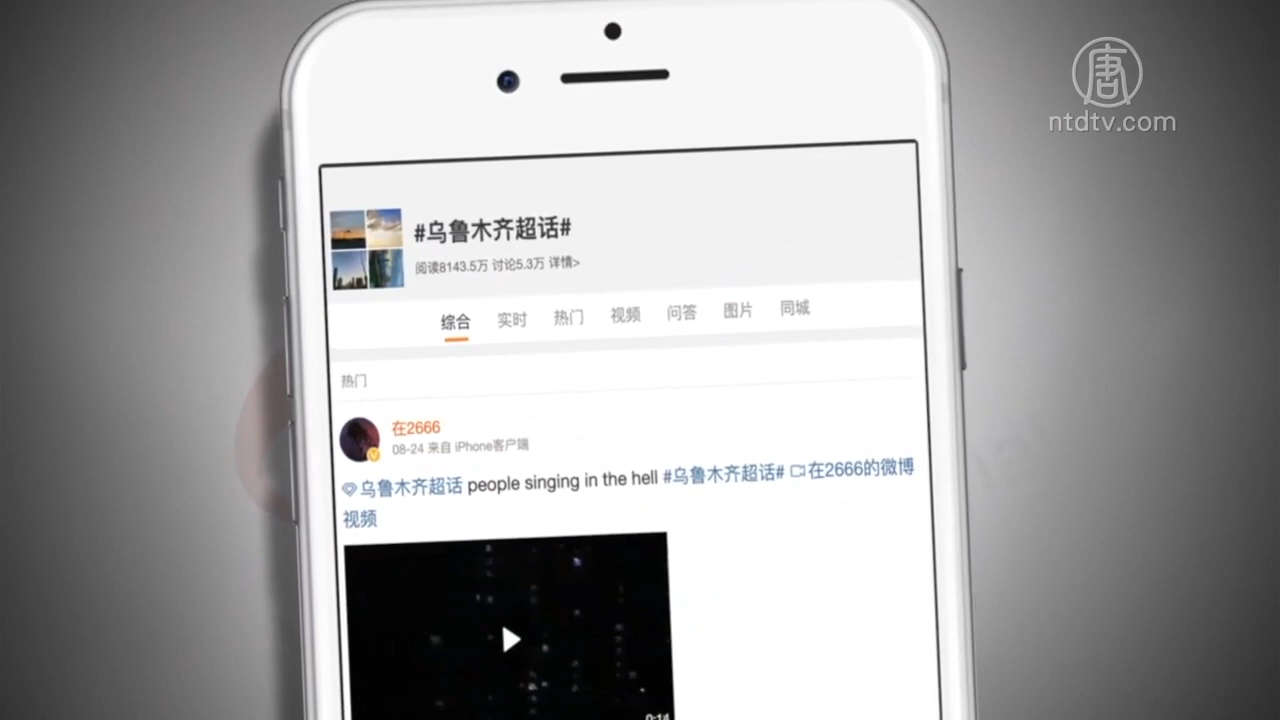 唐
ntdtv.com
#乌鲁木齐超话#
阅读8143.5万 讨论5.3万 详情>
综合 实时 热门 视频 问答 图片 同城
热门
在2666
08-24 来自 iPhone客户端
乌鲁木齐超话 people singing in the hell #乌鲁木齐超话# 在2666的微博
视频
0:14